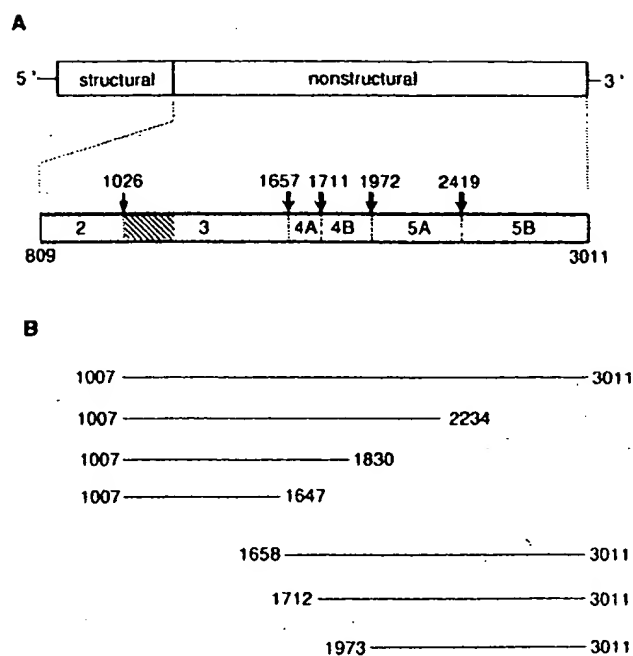 A
5 ' structural nonstructural 3 '
1026 1657 1711 1972 2419
2 3 4A 4B 5A 5B
809 3011
B
1007 3011
1007 2234
1007 1830
1007 1647
1658 3011
1712 3011
1973 3011